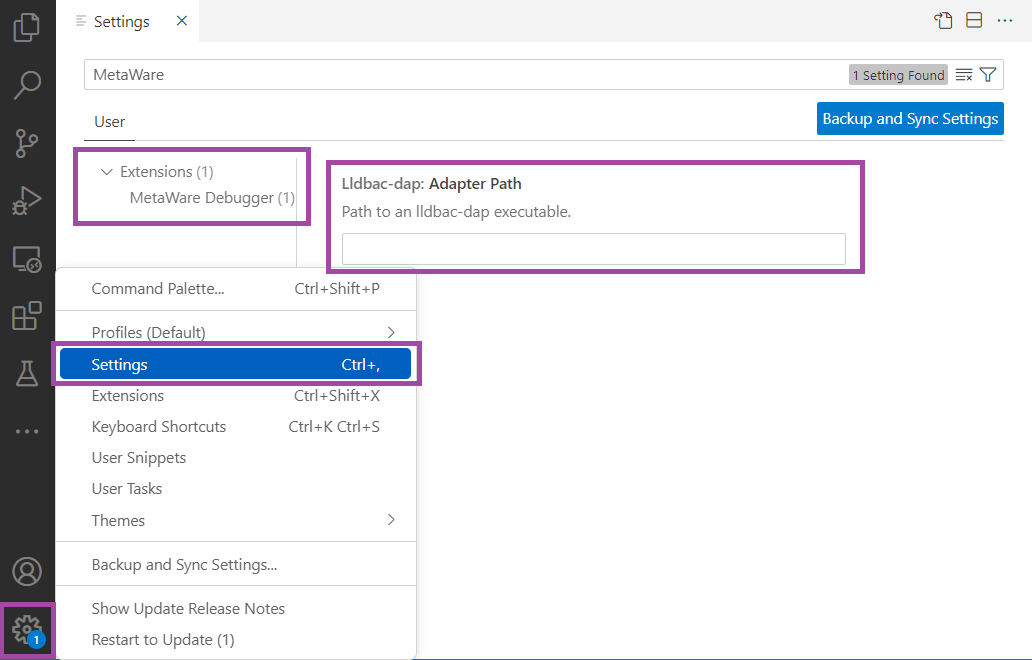 Settings
MetaWare
1 Setting Found
User
Backup and Sync Settings
Extensions (1)
MetaWare Debugger (1)
Lldbac-dap: Adapter Path
Path to an lldbac-dap executable.
Command Palette... Ctrl+Shift+P
Profiles (Default)
Settings Ctrl+,
Extensions Ctrl+Shift+X
Keyboard Shortcuts Ctrl+K Ctrl+S
User Snippets
User Tasks
Themes
Backup and Sync Settings...
Show Update Release Notes
Restart to Update (1)
1